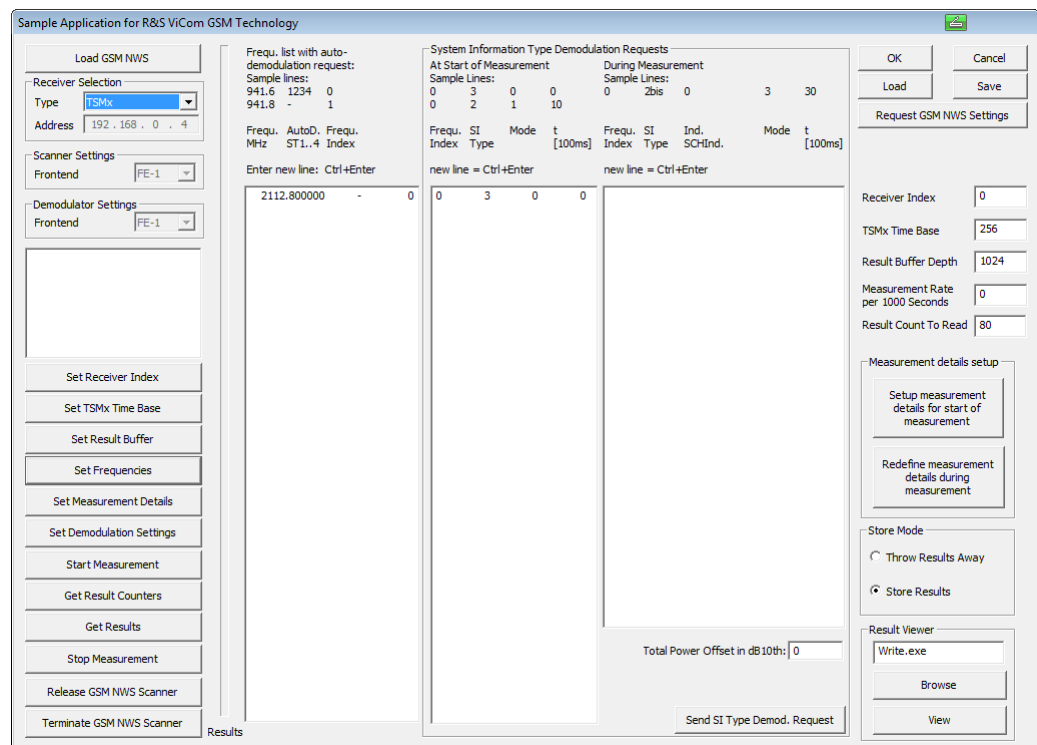 Sample Application for R&S ViCom GSM Technology
Load GSM NWS
Receiver Selection
Type TSMx
Address 192 . 168 . 0 . 4
Scanner Settings
Frontend FE-1
Demodulator Settings
Frontend FE-1
Set Receiver Index
Set TSMx Time Base
Set Result Buffer
Set Frequencies
Set Measurement Details
Set Demodulation Settings
Start Measurement
Get Result Counters
Get Results
Stop Measurement
Release GSM NWS Scanner
Terminate GSM NWS Scanner
Results
Frequ. list with auto-
demodulation request:
Sample lines:
941.6 1234 0
941.8 - 1
Frequ. AutoD. Frequ.
MHz ST1..4 Index
Enter new line: Ctrl+Enter
2112.800000 - 0
System Information Type Demodulation Requests
At Start of Measurement
Sample Lines:
0 3 0 0
0 2 1 10
Frequ. SI Mode t
Index Type [100ms]
new line = Ctrl+Enter
0 3 0 0
During Measurement
Sample Lines:
0 2bis 0 3 30
Frequ. SI Ind. Mode t
Index Type SCHInd. [100ms]
new line = Ctrl+Enter
Total Power Offset in dB10th: 0
Send SI Type Demod. Request
OK Cancel
Load Save
Request GSM NWS Settings
Receiver Index 0
TSMx Time Base 256
Result Buffer Depth 1024
Measurement Rate
per 1000 Seconds 0
Result Count To Read 80
Measurement details setup
Setup measurement
details for start of
measurement
Redefine measurement
details during
measurement
Store Mode
Throw Results Away
Store Results
Result Viewer
Write.exe
Browse
View